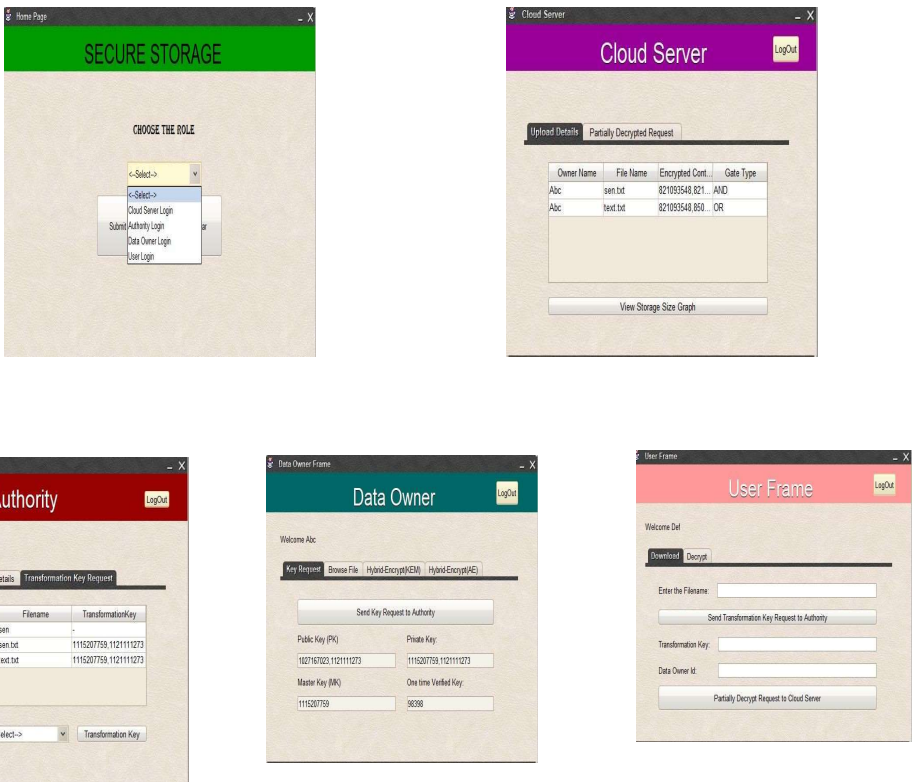 Home Page
SECURE STORAGE
CHOOSE THE ROLE
<--Select-->
<--Select-->
Cloud Server Login
Authority Login
Data Owner Login
User Login
Submit
ar
Cloud Server
Cloud Server
LogOut
Upload Details Partially Decrypted Request
Owner Name File Name Encrypted Cont... Gate Type
Abc sen.txt 821093548,821... AND
Abc text.txt 821093548,850... OR
View Storage Size Graph
uthority
LogOut
etails Transformation Key Request
Filename TransformationKey
sen -
sen.txt 1115207759,1121111273
text.txt 1115207759,1121111273
elect-->
Transformation Key
Data Owner Frame
Data Owner
LogOut
Welcome Abc
Key Request Browse File Hybrid-Encrypt(KEM) Hybrid-Encrypt(AE)
Send Key Request to Authority
Public Key (PK) Private Key:
1027167023,1121111273 1115207759,1121111273
Master Key (MK) One time Verified Key:
1115207759 98398
User Frame
User Frame
LogOut
Welcome Def
Download Decrypt
Enter the Filename:
Send Transformation Key Request to Authority
Transformation Key:
Data Owner Id:
Partially Decrypt Request to Cloud Server